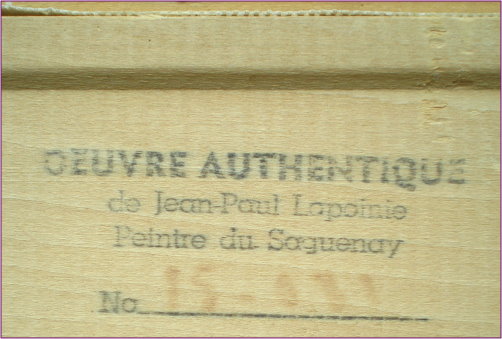 OEUVRE AUTHENTIQUE
de Jean-Paul Lapointe
Peintre du Saguenay
No